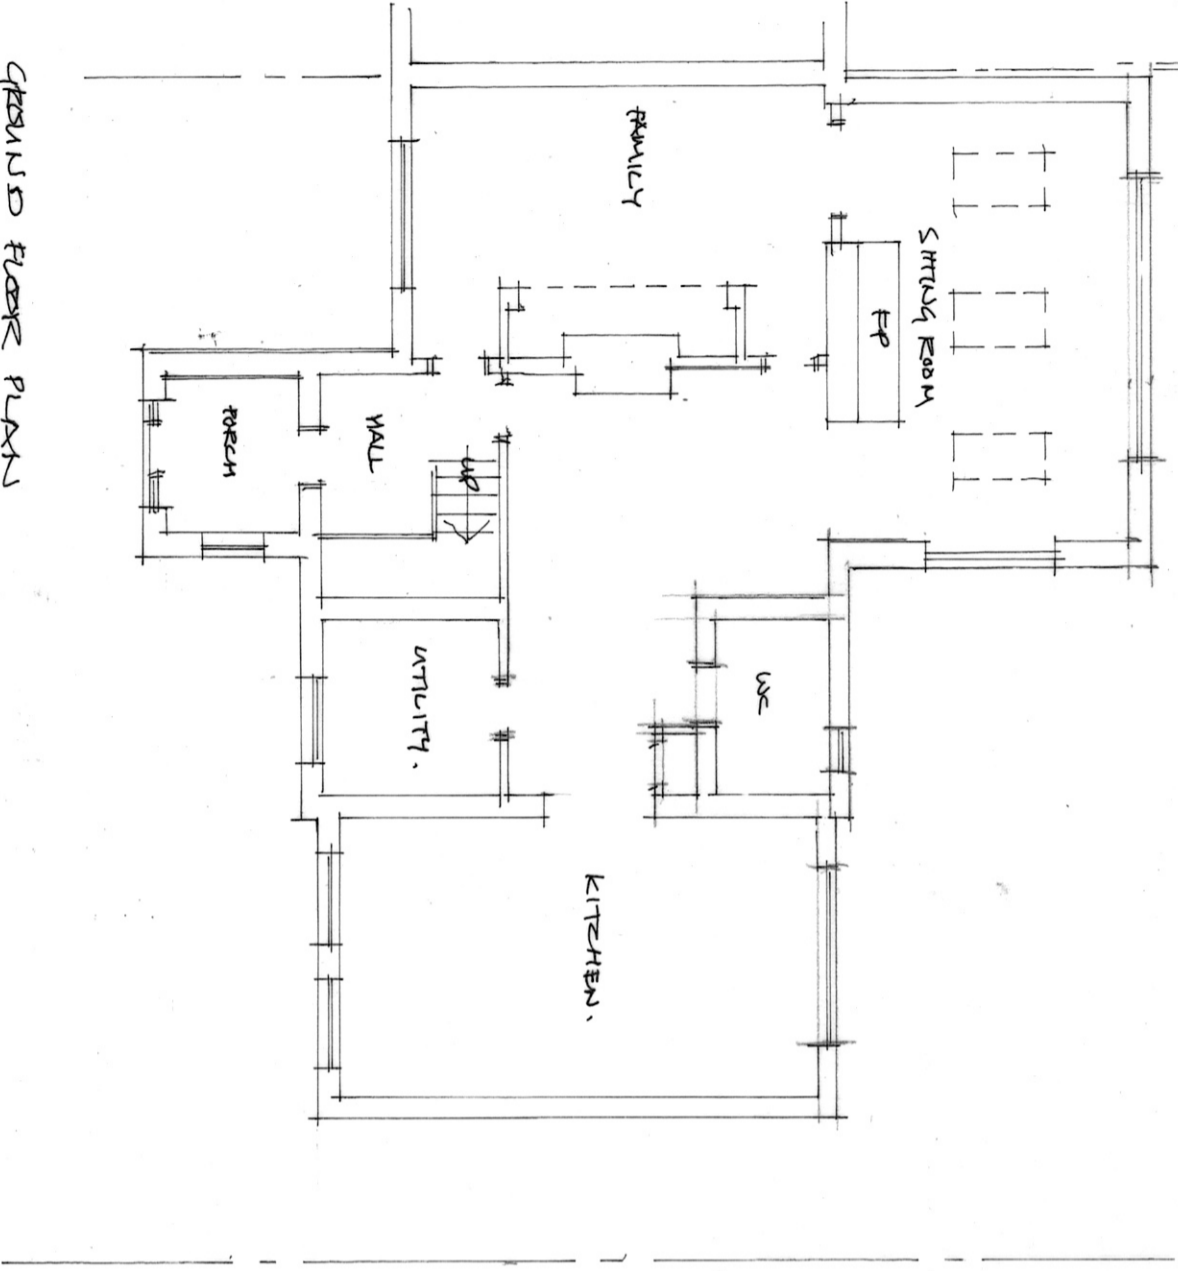 SITTING ROOM
FP
FAMILY
WC
KITCHEN.
UP
UTILITY.
HALL
PORCH
GROUND FLOOR PLAN